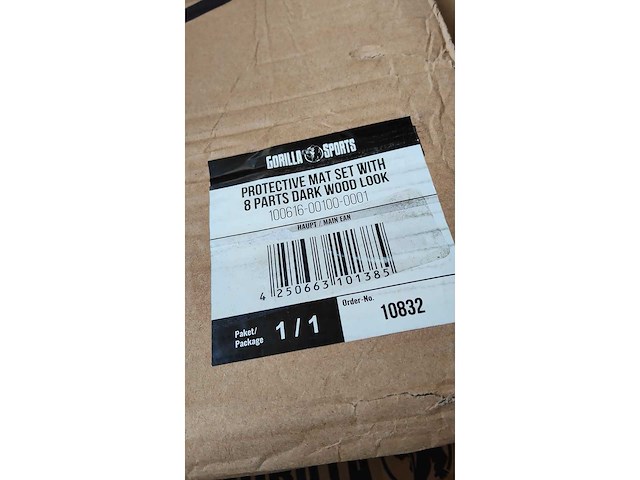 GORILLA SPORTS
PROTECTIVE MAT SET WITH
8 PARTS DARK WOOD LOOK
100616-00100-0001
HAUPT / MAIN EAN
4 250663 101385
Paket/
Package
1 / 1
Order-No.
10832